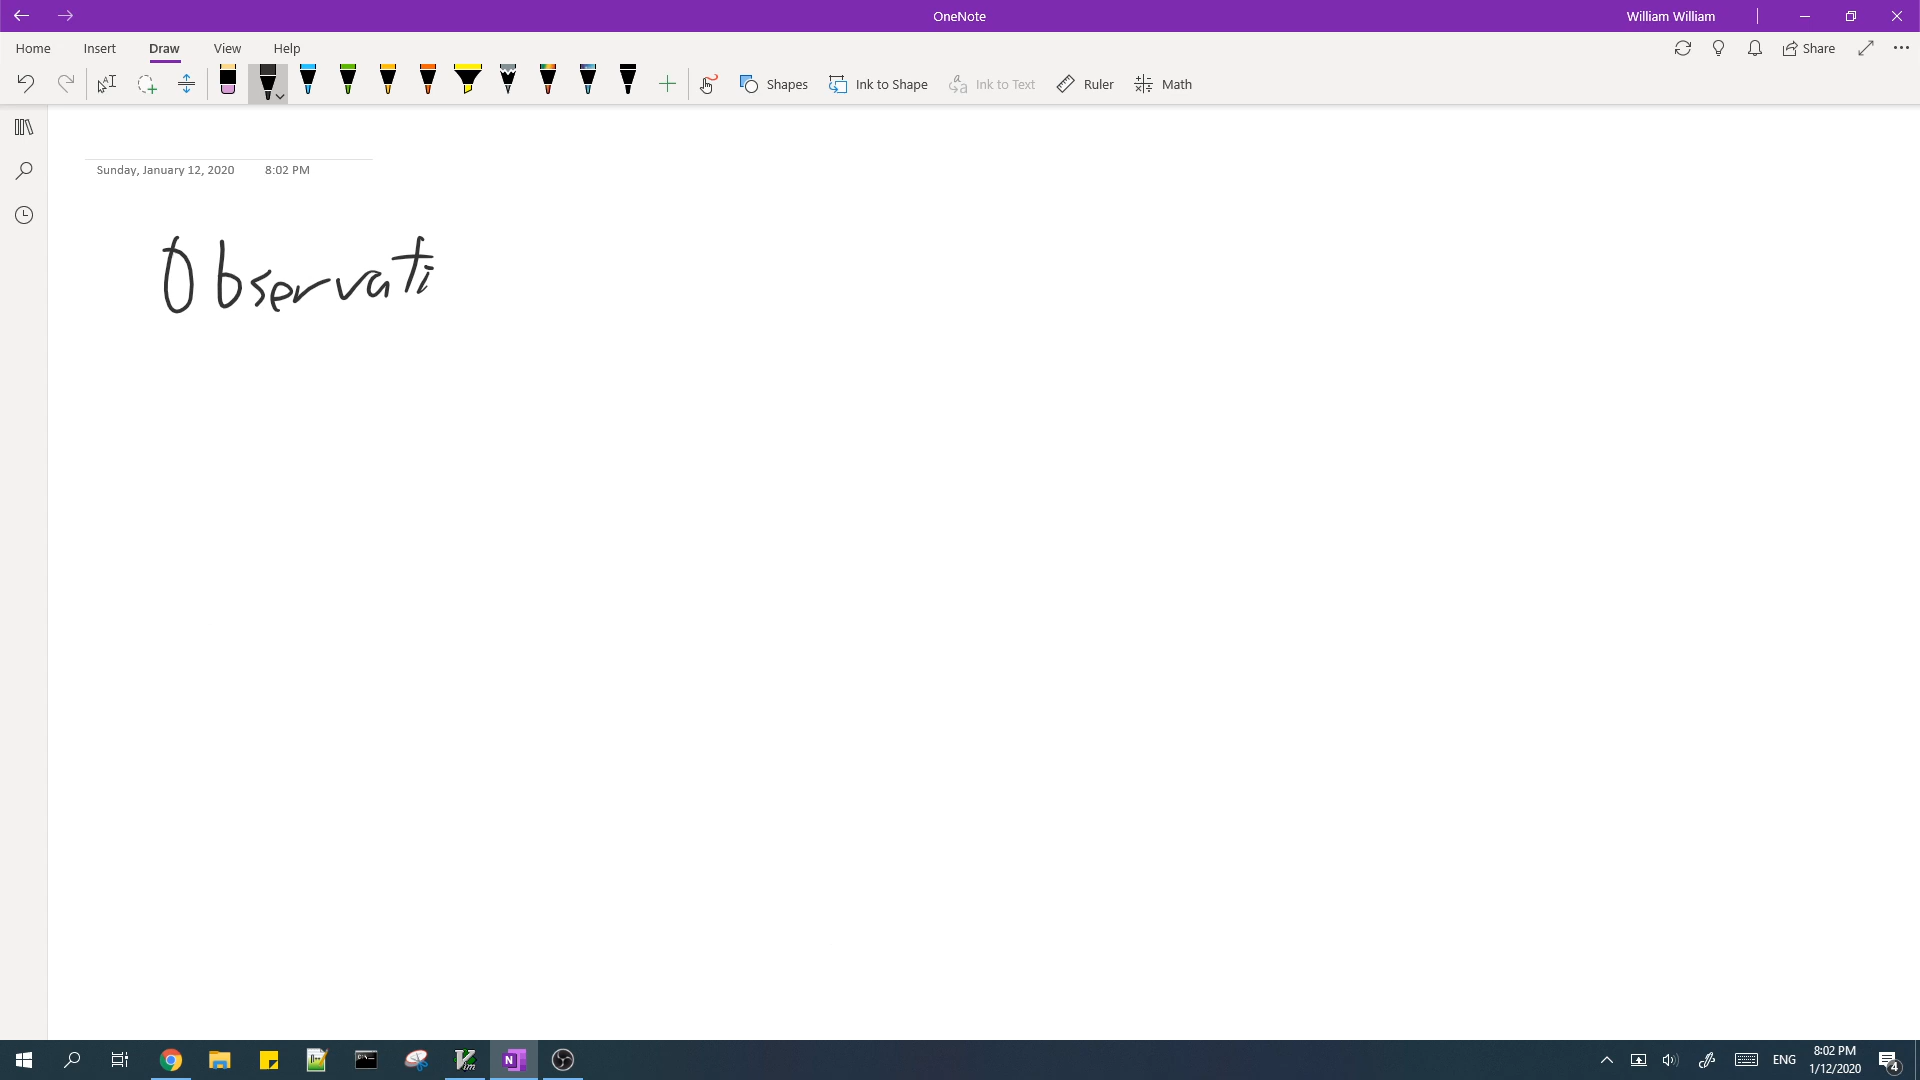 OneNote
William William
Home Insert Draw View Help
Share
Shapes Ink to Shape Ink to Text Ruler Math
Sunday, January 12, 2020 8:02 PM
Observati
ENG
8:02 PM
1/12/2020
4